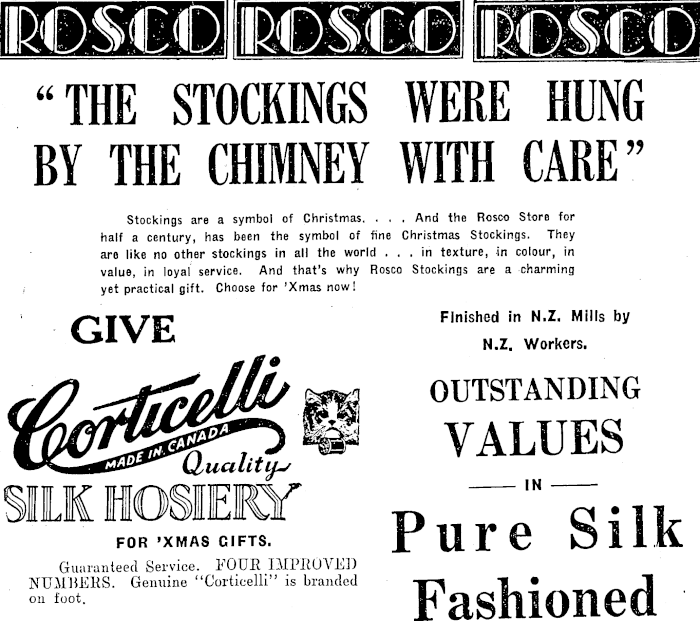 ROSCO ROSCO ROSCO
"THE STOCKINGS WERE HUNG
BY THE CHIMNEY WITH CARE"
Stockings are a symbol of Christmas. . . . And the Rosco Store for
half a century, has been the symbol of fine Christmas Stockings. They
are like no other stockings in all the world . . . in texture, in colour, in
value, in loyal service. And that's why Rosco Stockings are a charming
yet practical gift. Choose for 'Xmas now!
GIVE
Corticelli
MADE IN CANADA
Quality
SILK HOSIERY
FOR 'XMAS GIFTS.
Guaranteed Service. FOUR IMPROVED
NUMBERS. Genuine "Corticelli" is branded
on foot.
Finished in N.Z. Mills by
N.Z. Workers.
OUTSTANDING
VALUES
IN
Pure Silk
Fashioned